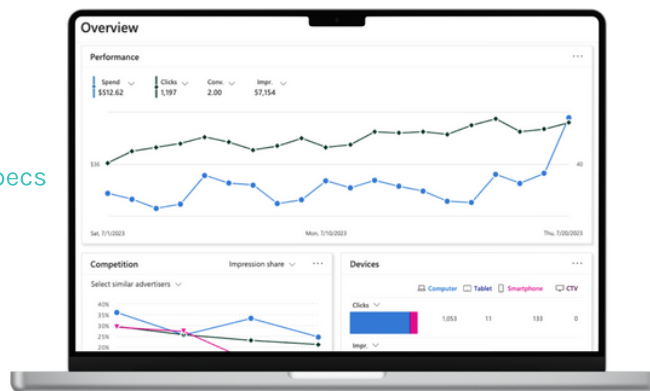 Overview
Performance
Spend Clicks Conv. Impr.
$512.62 1,197 2.00 57,154
pecs
$36 40
Sat, 7/1/2023 Mon, 7/10/2023 Thu, 7/20/2023
Competition Impression share
Select similar advertisers
40%
35%
30%
25%
20%
Devices
Computer Tablet Smartphone CTV
Clicks
1,053 11 133 0
Impr.